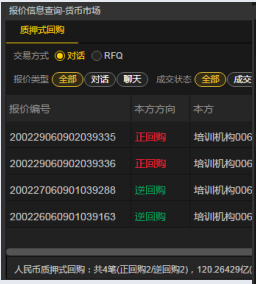 报价信息查询-货币市场
质押式回购
交易方式 对话 RFQ
报价类型 全部 对话 聊天 成交状态 全部 成交
报价编号 本方方向 本方
200229060902039335 正回购 培训机构006
200229060902039336 正回购 培训机构006
200227060901039288 逆回购 培训机构006
200226060901039163 逆回购 培训机构006
人民币质押式回购：共4笔(正回购2/逆回购2)，120.26429亿(